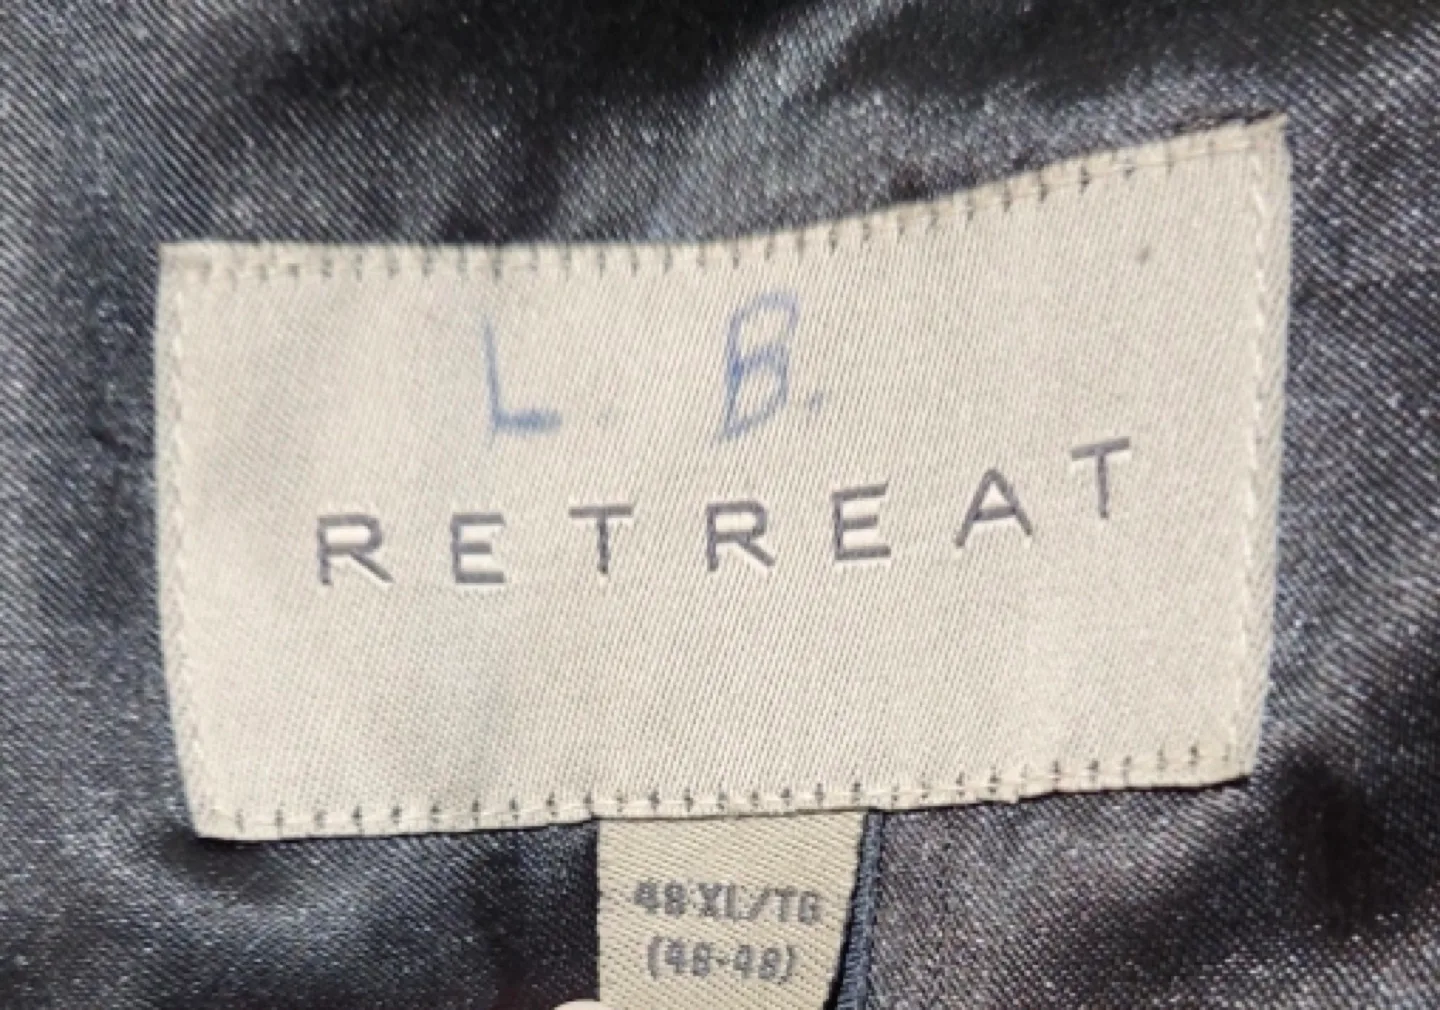 L. B.
RETREAT
48 XL/TG
(46-48)